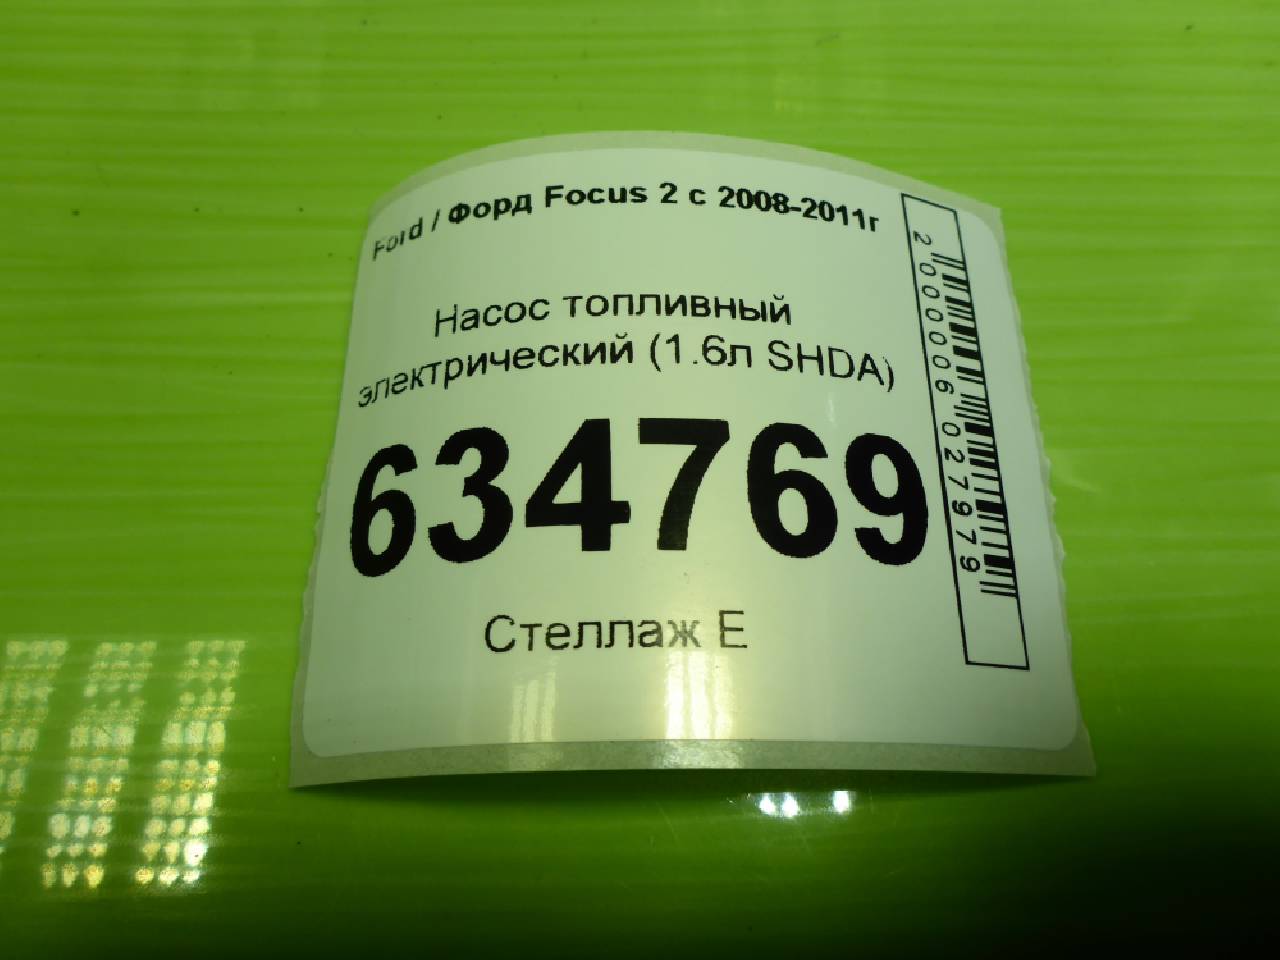 Ford / Форд Focus 2 с 2008-2011г
Насос топливный
электрический (1.6л SHDA)
634769
Стеллаж Е
2000006027979